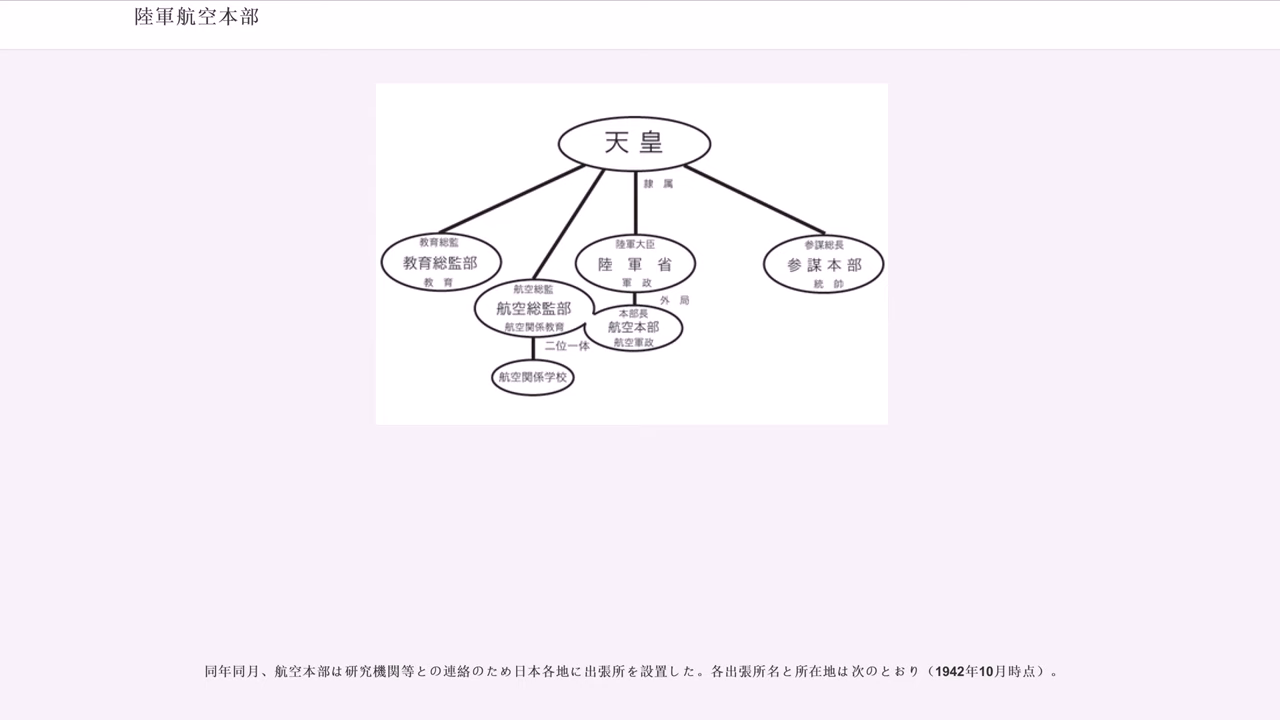 陸軍航空本部
天皇
隷 属
教育総監
教育総監部
教 育
陸軍大臣
陸 軍 省
軍 政
参謀総長
参 謀 本 部
統 帥
航空総監
航空総監部
航空関係教育
外 局
本部長
航空本部
航空軍政
二位一体
航空関係学校
同年同月、航空本部は研究機関等との連絡のため日本各地に出張所を設置した。各出張所名と所在地は次のとおり（1942年10月時点）。